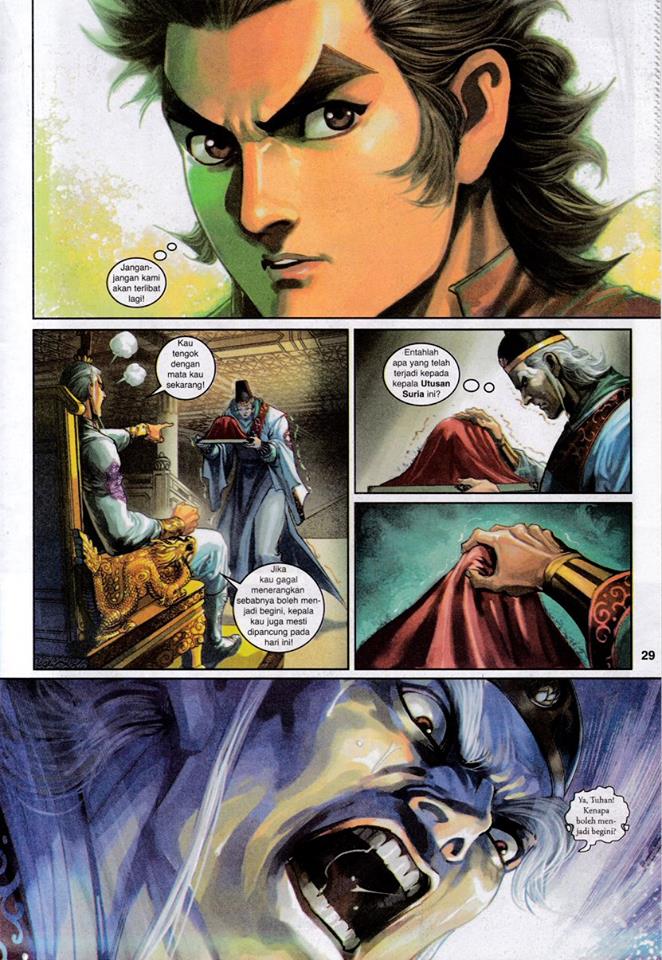 Jangan-
jangan kami
akan terlibat
lagi!
Kau
tengok
dengan
mata kau
sekarang!
Jika
kau gagal
menerangkan
sebabnya boleh men-
jadi begini, kepala
kau juga mesti
dipancung pada
hari ini!
Entahlah
apa yang telah
terjadi kepada
kepala Utusan
Suria ini?
29
Ya, Tuhan!
Kenapa
boleh men-
jadi begini?